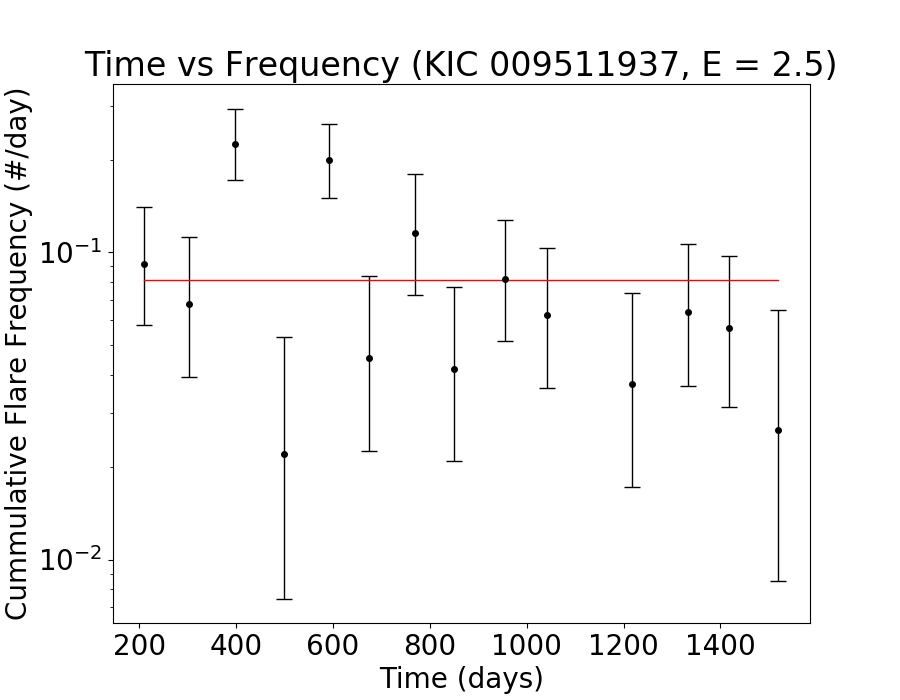 Time vs Frequency (KIC 009511937, E = 2.5)
Cummulative Flare Frequency (#/day)
10⁻¹
10⁻²
200 400 600 800 1000 1200 1400
Time (days)